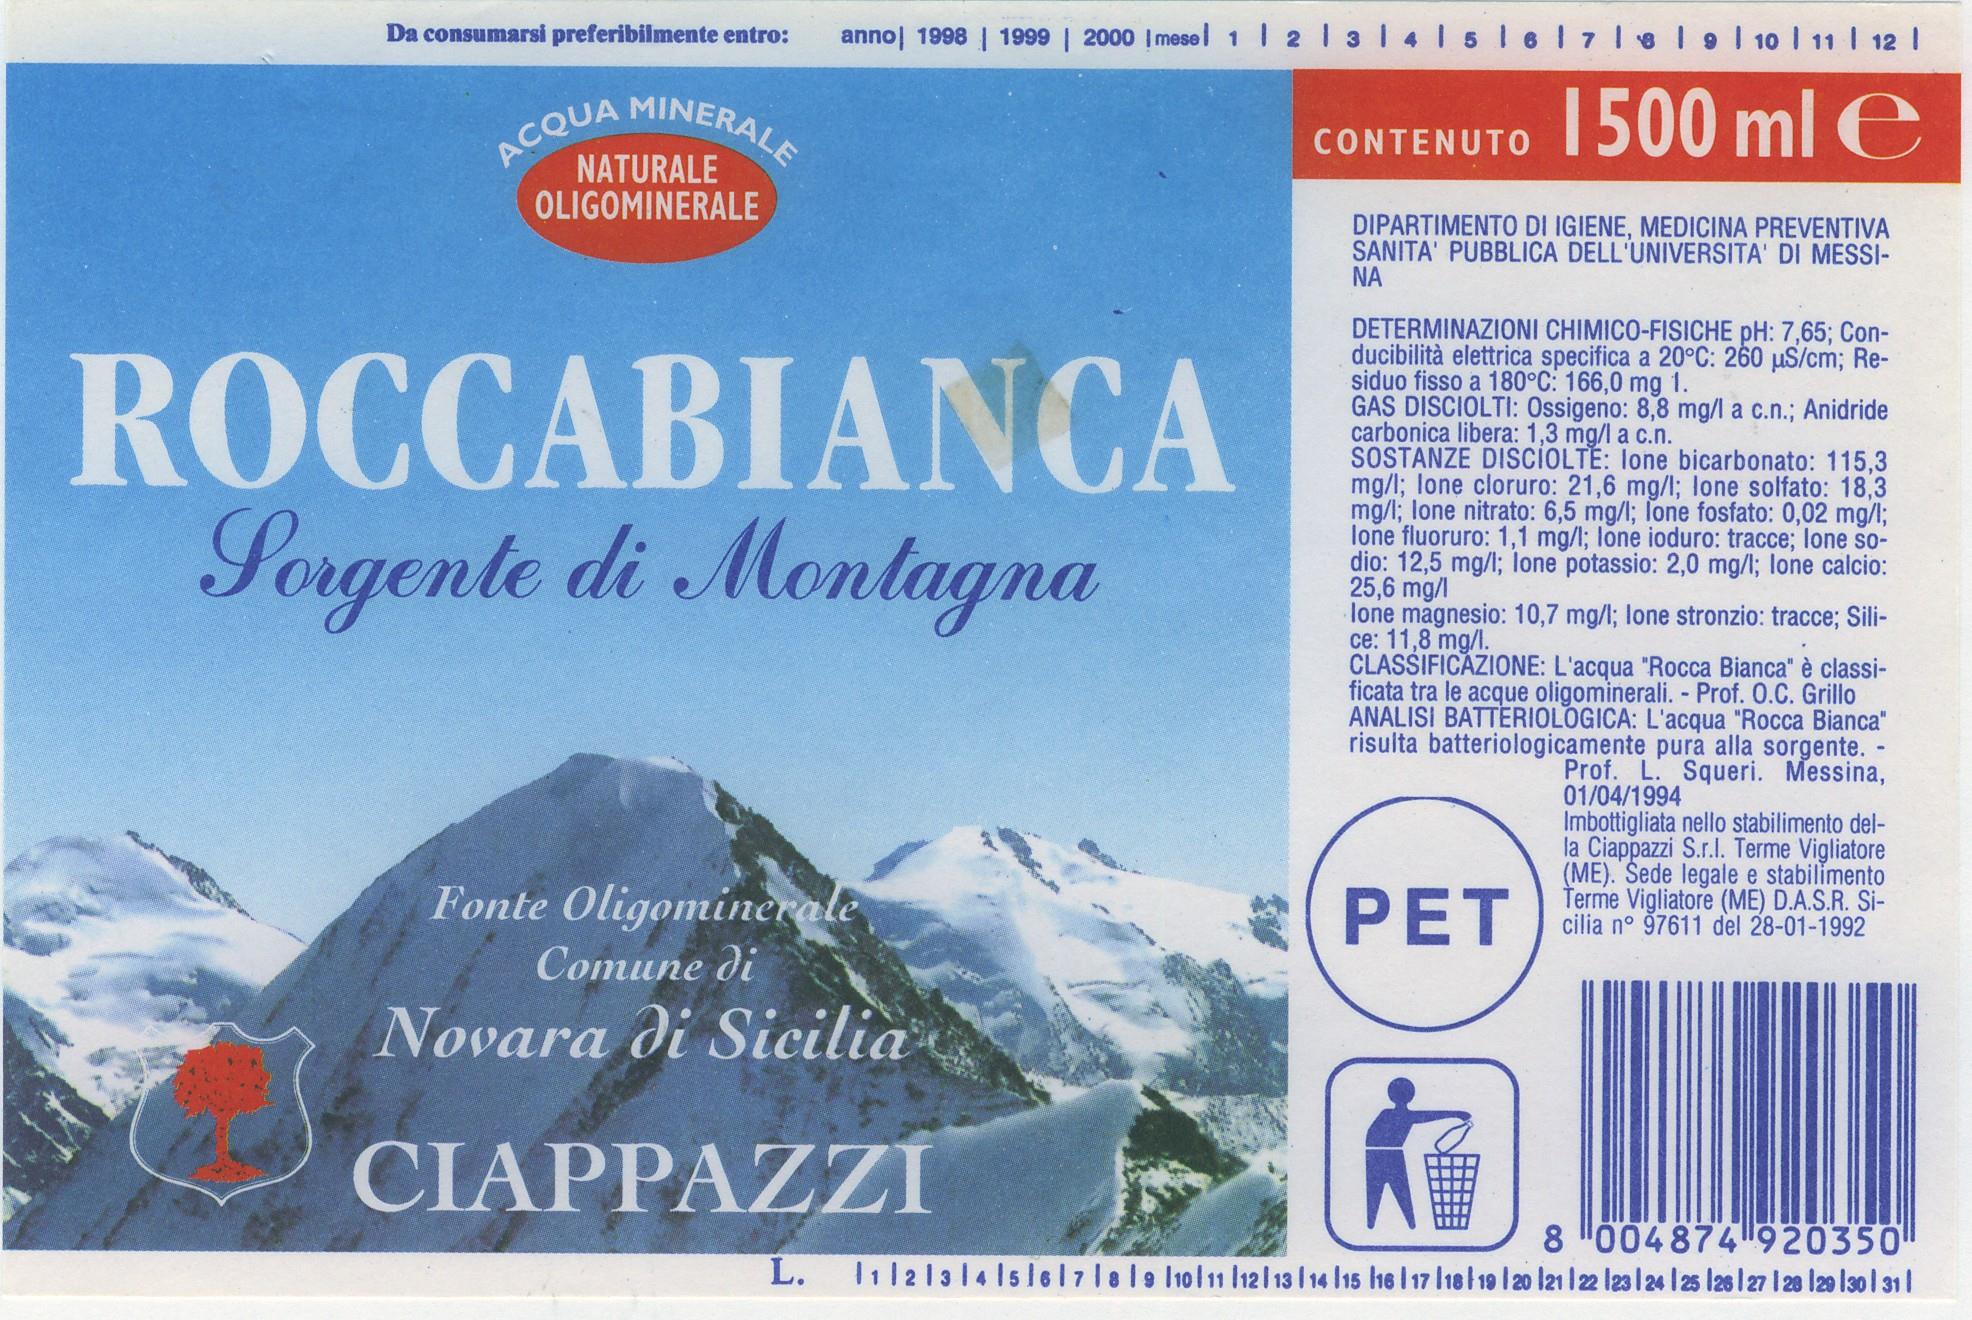 Da consumarsi preferibilmente entro: anno| 1998 | 1999 | 2000 |mese| 1 | 2 | 3 | 4 | 5 | 6 | 7 | 8 | 9 | 10 | 11 | 12 |
ACQUA MINERALE
NATURALE
OLIGOMINERALE
ROCCABIANCA
Sorgente di Montagna
Fonte Oligominerale
Comune di
Novara di Sicilia
CIAPPAZZI
CONTENUTO 1500 ml e
DIPARTIMENTO DI IGIENE, MEDICINA PREVENTIVA
SANITA' PUBBLICA DELL'UNIVERSITA' DI MESSI-
NA
DETERMINAZIONI CHIMICO-FISICHE pH: 7,65; Con-
ducibilità elettrica specifica a 20°C: 260 µS/cm; Re-
siduo fisso a 180°C: 166,0 mg 1.
GAS DISCIOLTI: Ossigeno: 8,8 mg/l a c.n.; Anidride
carbonica libera: 1,3 mg/l a c.n.
SOSTANZE DISCIOLTE: Ione bicarbonato: 115,3
mg/l; Ione cloruro: 21,6 mg/l; Ione solfato: 18,3
mg/l; Ione nitrato: 6,5 mg/l; Ione fosfato: 0,02 mg/l;
Ione fluoruro: 1,1 mg/l; Ione ioduro: tracce; Ione so-
dio: 12,5 mg/l; Ione potassio: 2,0 mg/l; Ione calcio:
25,6 mg/l
Ione magnesio: 10,7 mg/l; Ione stronzio: tracce; Sili-
ce: 11,8 mg/l.
CLASSIFICAZIONE: L'acqua "Rocca Bianca" è classi-
ficata tra le acque oligominerali. - Prof. O.C. Grillo
ANALISI BATTERIOLOGICA: L'acqua "Rocca Bianca"
risulta batteriologicamente pura alla sorgente. -
Prof. L. Squeri. Messina,
01/04/1994
Imbottigliata nello stabilimento del-
la Ciappazzi S.r.l. Terme Vigliatore
(ME). Sede legale e stabilimento
Terme Vigliatore (ME) D.A.S.R. Si-
cilia n° 97611 del 28-01-1992
PET
8 004874 920350
L. |1|2|3|4|5|6|7|8|9|10|11|12|13|14|15|16|17|18|19|20|21|22|23|24|25|26|27|28|29|30|31|